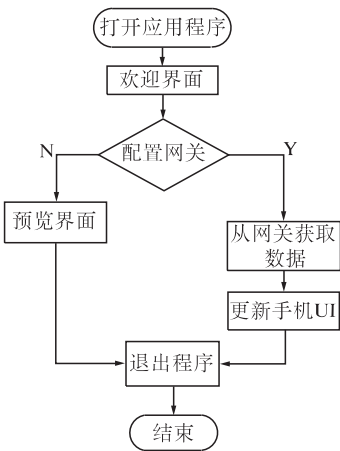 打开应用程序
欢迎界面
配置网关
N
Y
预览界面
从网关获取
数据
更新手机UI
退出程序
结束